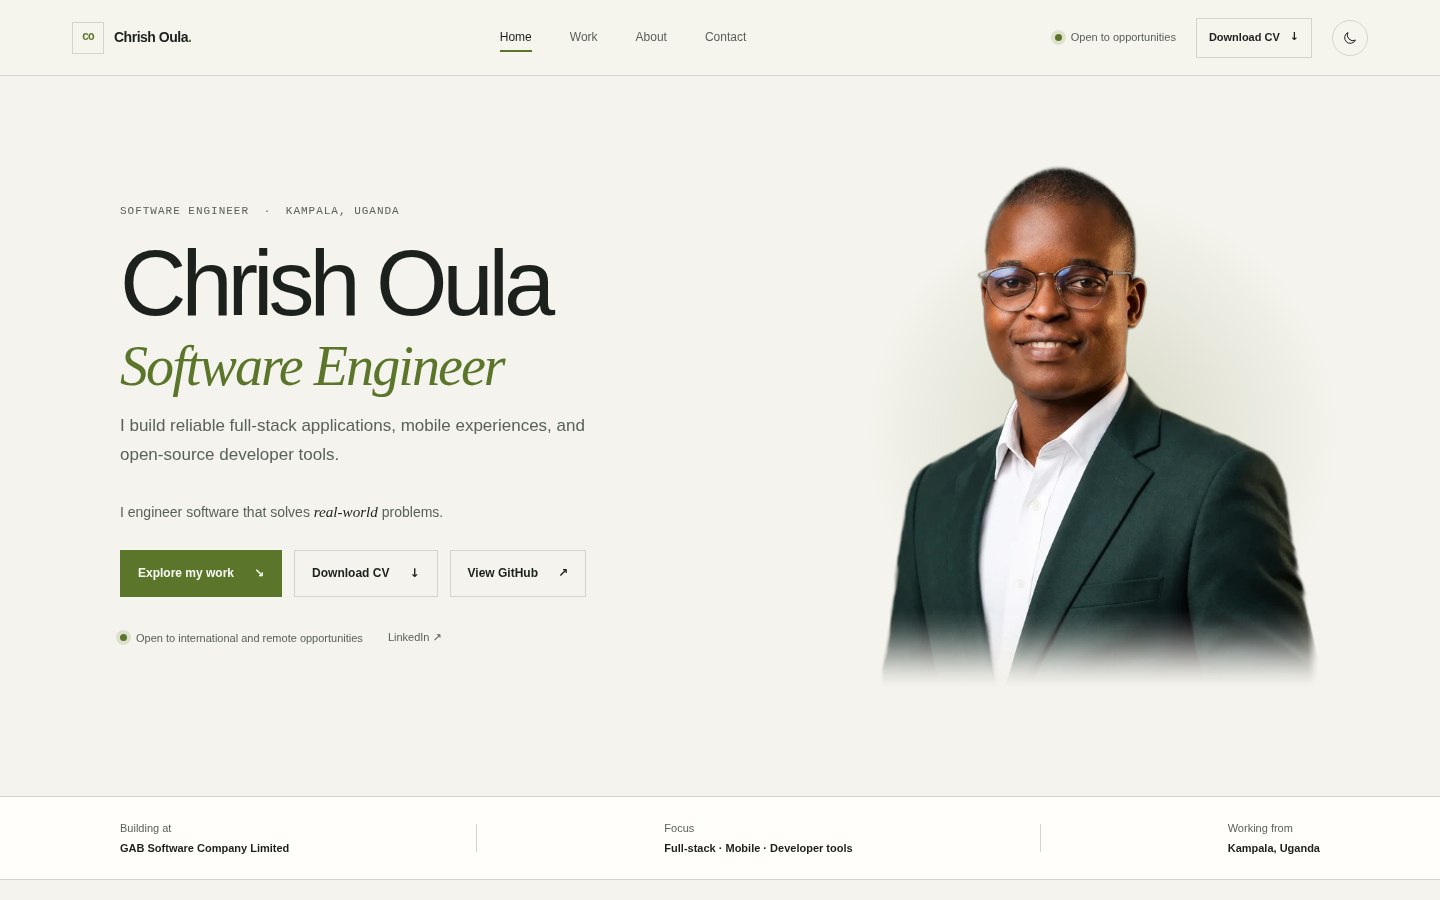 co
Chrish Oula.
Home
Work
About
Contact
Open to opportunities
Download CV ↓
SOFTWARE ENGINEER · KAMPALA, UGANDA
Chrish Oula
Software Engineer
I build reliable full-stack applications, mobile experiences, and
open-source developer tools.
I engineer software that solves real-world problems.
Explore my work ↘
Download CV ↓
View GitHub ↗
Open to international and remote opportunities
LinkedIn ↗
Building at
GAB Software Company Limited
Focus
Full-stack · Mobile · Developer tools
Working from
Kampala, Uganda